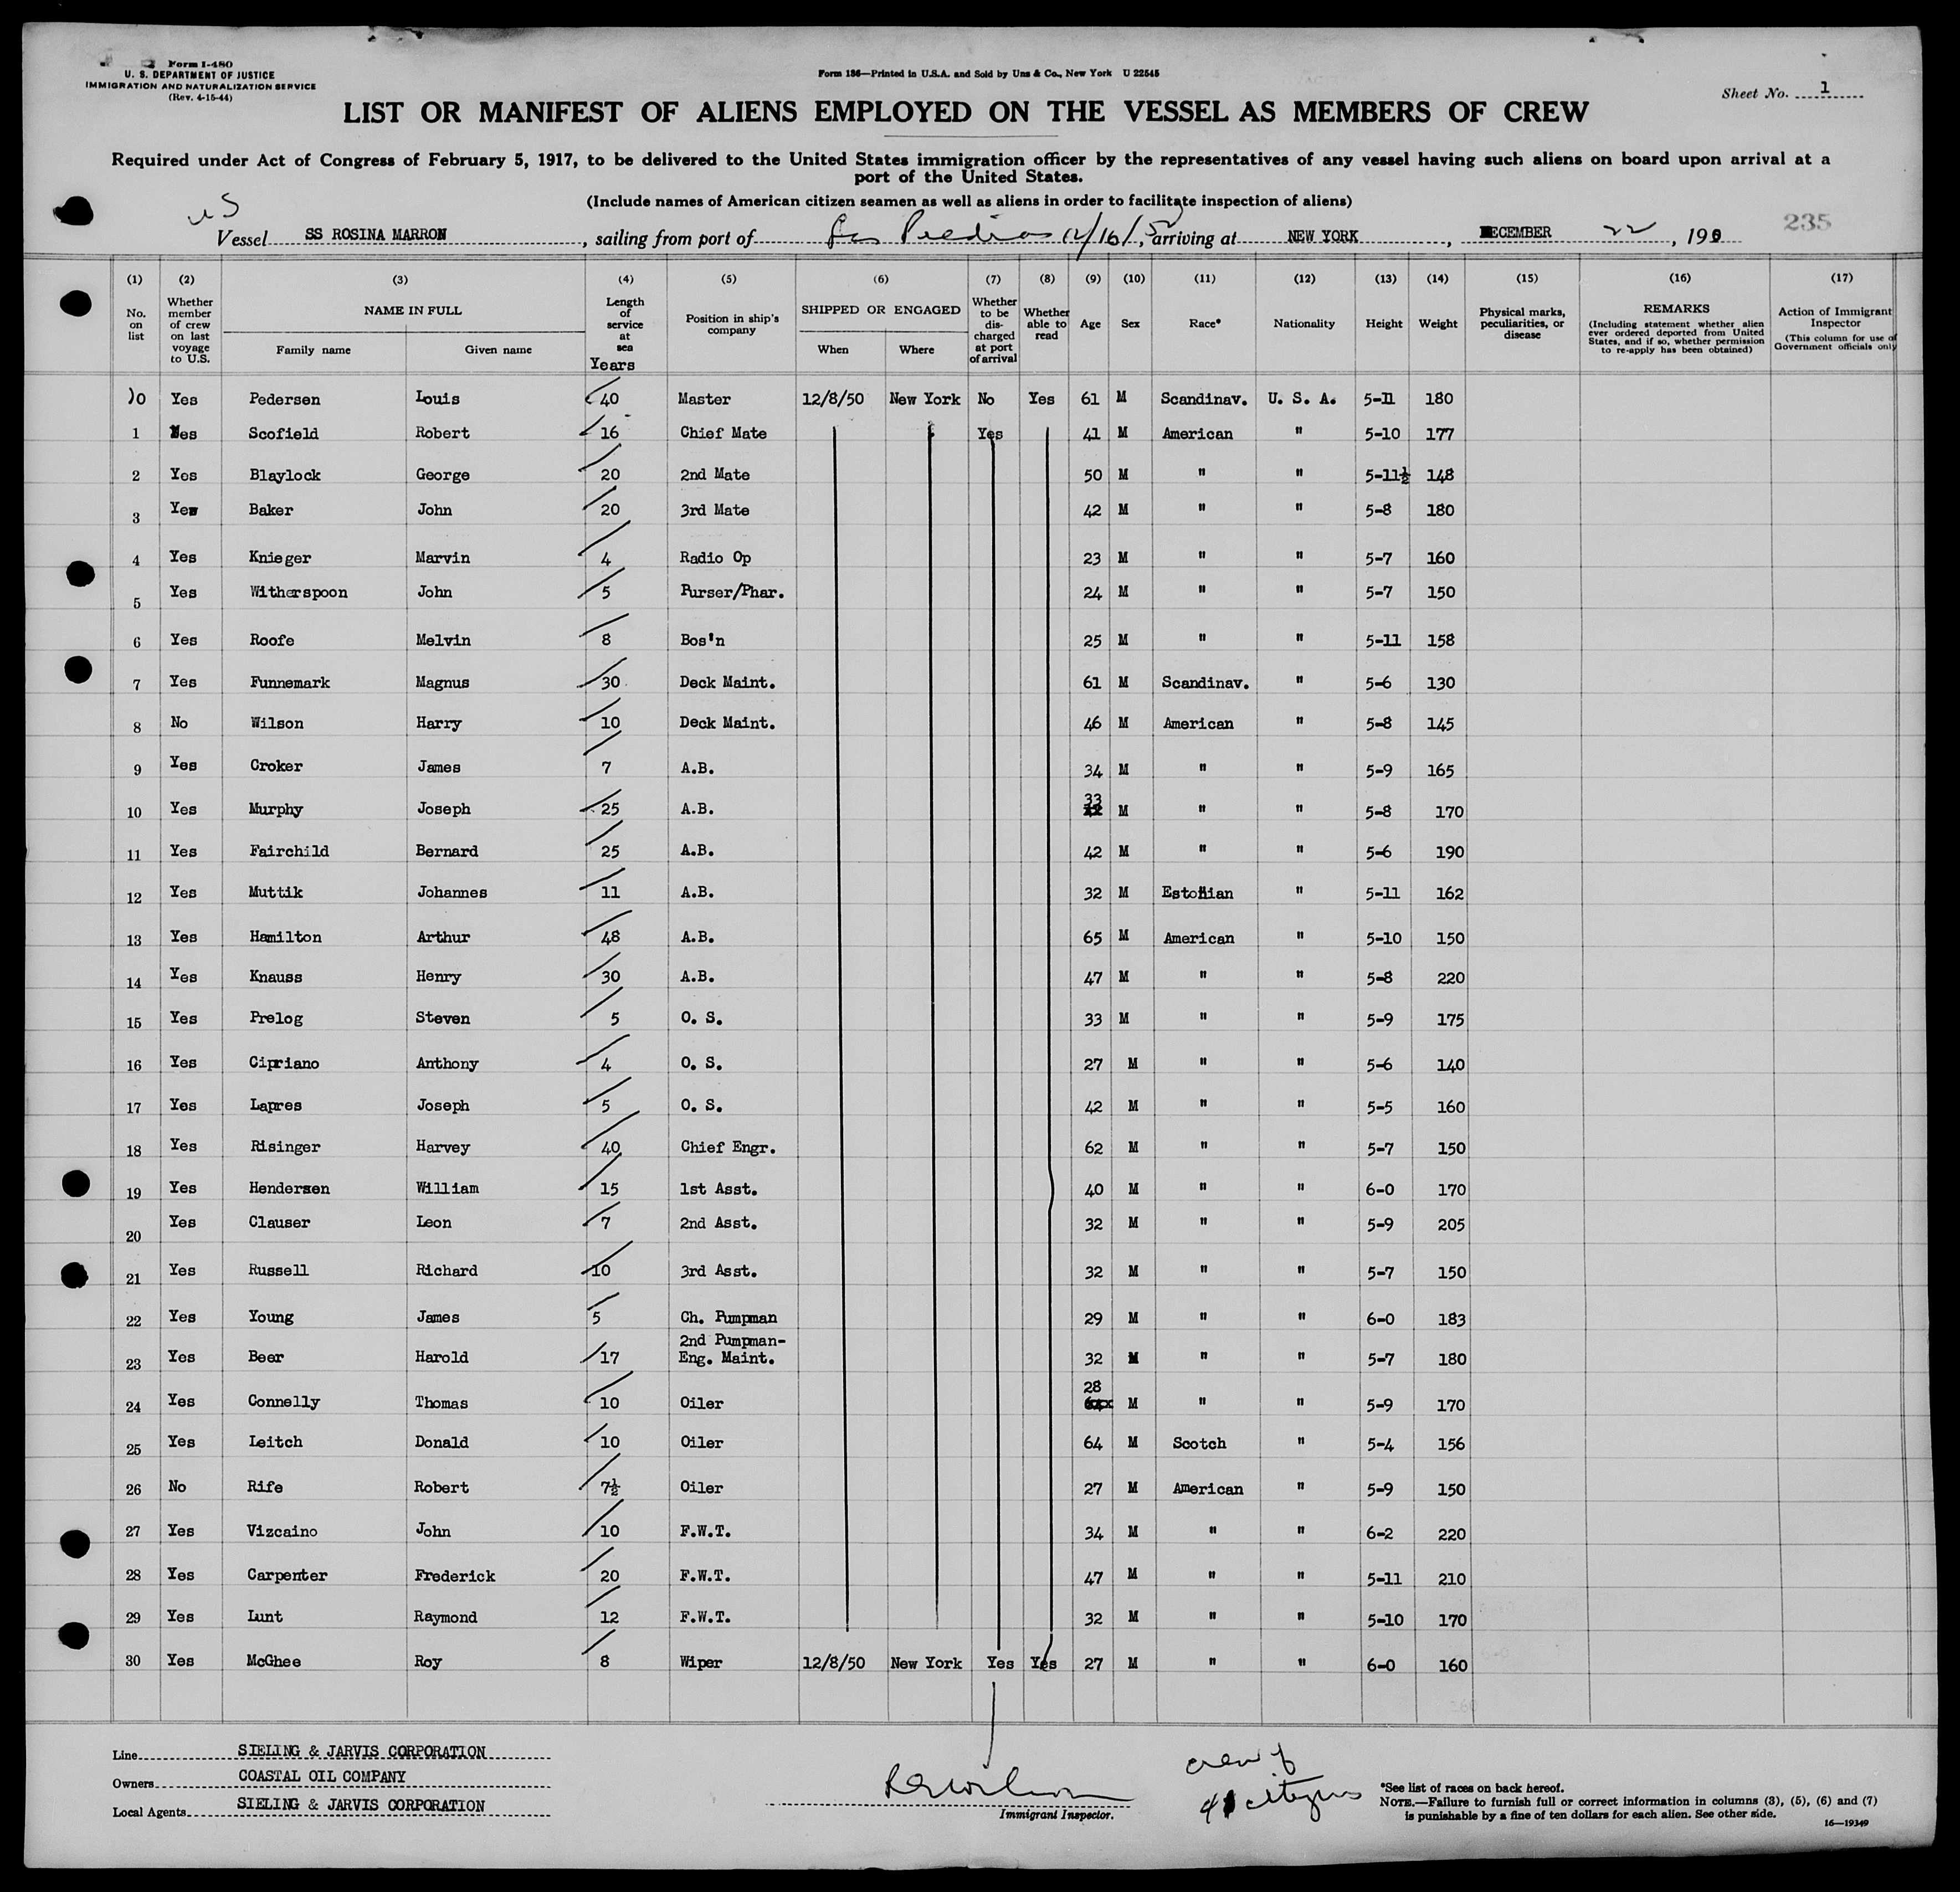 Form I-480
U. S. DEPARTMENT OF JUSTICE
IMMIGRATION AND NATURALIZATION SERVICE
(Rev. 4-15-44)
Form 186—Printed in U.S.A. and Sold by Unz & Co., New York U 22545
Sheet No. 1
LIST OR MANIFEST OF ALIENS EMPLOYED ON THE VESSEL AS MEMBERS OF CREW
Required under Act of Congress of February 5, 1917, to be delivered to the United States immigration officer by the representatives of any vessel having such aliens on board upon arrival at a
port of the United States.
(Include names of American citizen seamen as well as aliens in order to facilitate inspection of aliens)
US
Vessel SS ROSINA MARRON, sailing from port of Las Piedras 12/16/50, arriving at NEW YORK, DECEMBER 22, 1950
235
(1) (2) (3) (4) (5) (6) (7) (8) (9) (10) (11) (12) (13) (14) (15) (16) (17)
No. on list
Whether member of crew on last voyage to U.S.
NAME IN FULL
Family name Given name
Length of service at sea
Years
Position in ship's company
SHIPPED OR ENGAGED
When Where
Whether to be discharged at port of arrival
Whether able to read
Age
Sex
Race*
Nationality
Height
Weight
Physical marks, peculiarities, or disease
REMARKS
(Including statement whether alien ever ordered deported from United States, and if so, whether permission to re-apply has been obtained)
Action of Immigrant Inspector
(This column for use of Government officials only
0 Yes Pedersen Louis 40 Master 12/8/50 New York No Yes 61 M Scandinav. U. S. A. 5-11 180
1 Yes Scofield Robert 16 Chief Mate Yes 41 M American " 5-10 177
2 Yes Blaylock George 20 2nd Mate 50 M " " 5-11½ 148
3 Yes Baker John 20 3rd Mate 42 M " " 5-8 180
4 Yes Knieger Marvin 4 Radio Op 23 M " " 5-7 160
5 Yes Witherspoon John 5 Purser/Phar. 24 M " " 5-7 150
6 Yes Roofe Melvin 8 Bos'n 25 M " " 5-11 158
7 Yes Funnemark Magnus 30 Deck Maint. 61 M Scandinav. " 5-6 130
8 No Wilson Harry 10 Deck Maint. 46 M American " 5-8 145
9 Yes Croker James 7 A.B. 34 M " " 5-9 165
10 Yes Murphy Joseph 25 A.B. 33 M " " 5-8 170
11 Yes Fairchild Bernard 25 A.B. 42 M " " 5-6 190
12 Yes Muttik Johannes 11 A.B. 32 M Estonian " 5-11 162
13 Yes Hamilton Arthur 48 A.B. 65 M American " 5-10 150
14 Yes Knauss Henry 30 A.B. 47 M " " 5-8 220
15 Yes Prelog Steven 5 O. S. 33 M " " 5-9 175
16 Yes Cipriano Anthony 4 O. S. 27 M " " 5-6 140
17 Yes Lapres Joseph 5 O. S. 42 M " " 5-5 160
18 Yes Risinger Harvey 40 Chief Engr. 62 M " " 5-7 150
19 Yes Hendersen William 15 1st Asst. 40 M " " 6-0 170
20 Yes Clauser Leon 7 2nd Asst. 32 M " " 5-9 205
21 Yes Russell Richard 10 3rd Asst. 32 M " " 5-7 150
22 Yes Young James 5 Ch. Pumpman 29 M " " 6-0 183
23 Yes Beer Harold 17 2nd Pumpman-Eng. Maint. 32 M " " 5-7 180
24 Yes Connelly Thomas 10 Oiler 28 M " " 5-9 170
25 Yes Leitch Donald 10 Oiler 64 M Scotch " 5-4 156
26 No Rife Robert 7½ Oiler 27 M American " 5-9 150
27 Yes Vizcaino John 10 F.W.T. 34 M " " 6-2 220
28 Yes Carpenter Frederick 20 F.W.T. 47 M " " 5-11 210
29 Yes Lunt Raymond 12 F.W.T. 32 M " " 5-10 170
30 Yes McGhee Roy 8 Wiper 12/8/50 New York Yes Yes 27 M " " 6-0 160
Line SIELING & JARVIS CORPORATION
Owners COASTAL OIL COMPANY
Local Agents SIELING & JARVIS CORPORATION
Immigrant Inspector.
crew of
41 citizens
*See list of races on back hereof.
NOTE.—Failure to furnish full or correct information in columns (3), (5), (6) and (7)
is punishable by a fine of ten dollars for each alien. See other side.
16—19349